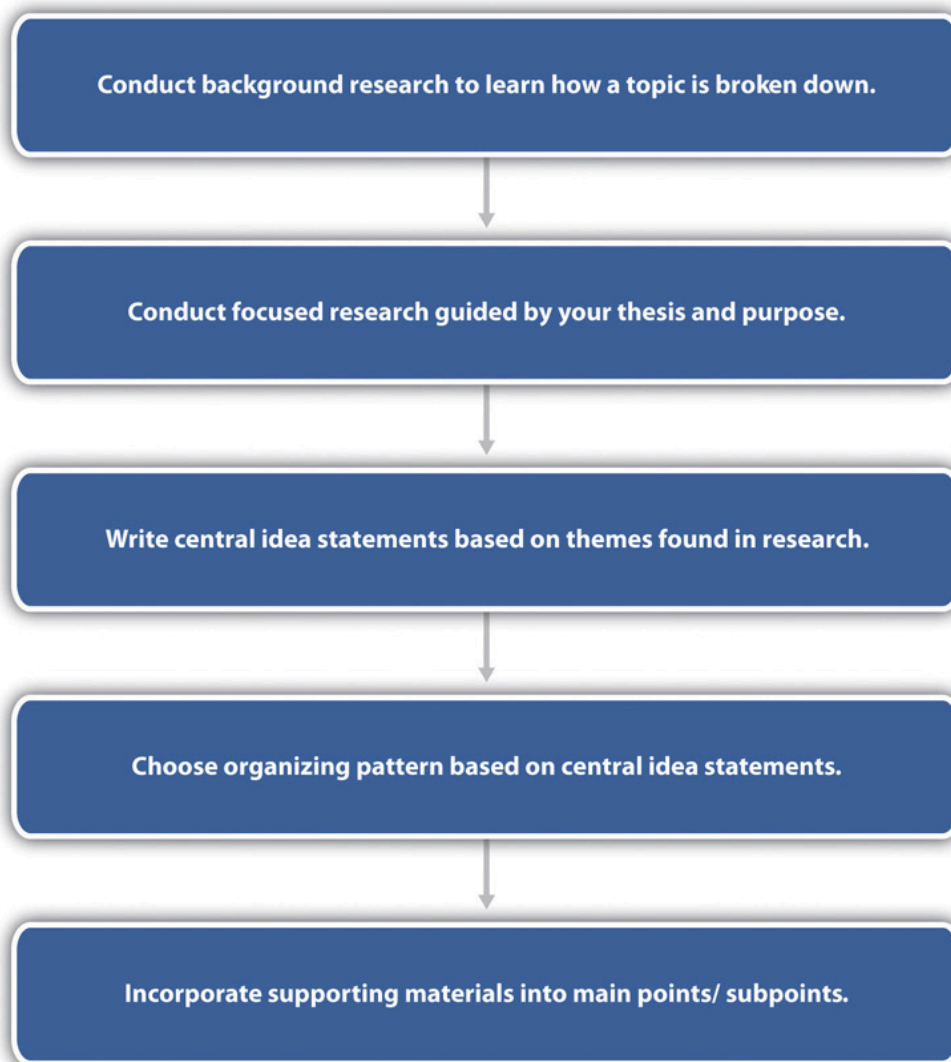 Conduct background research to learn how a topic is broken down.
Conduct focused research guided by your thesis and purpose.
Write central idea statements based on themes found in research.
Choose organizing pattern based on central idea statements.
Incorporate supporting materials into main points/ subpoints.